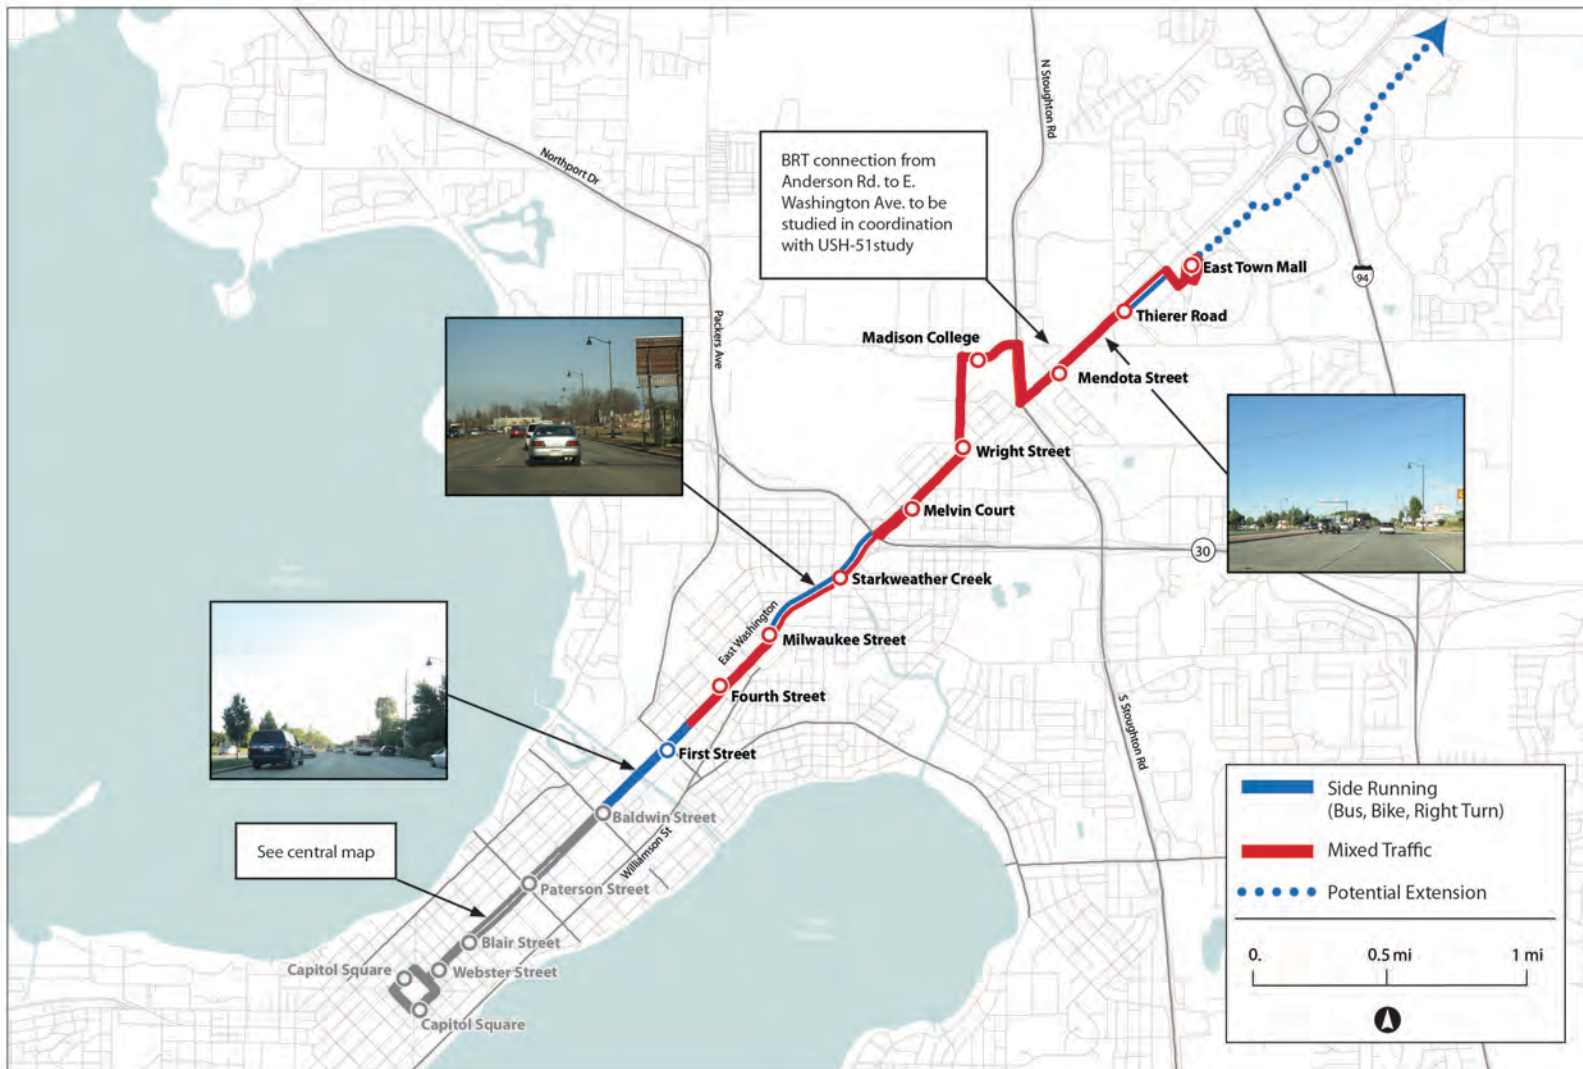 N Stoughton Rd
Northport Dr
BRT connection from
Anderson Rd. to E.
Washington Ave. to be
studied in coordination
with USH-51study
East Town Mall
94
Thierer Road
Packers Ave
Madison College
Mendota Street
Wright Street
Melvin Court
30
Starkweather Creek
East Washington
Milwaukee Street
Fourth Street
S Stoughton Rd
First Street
Baldwin Street
Williamson St
See central map
Paterson Street
Blair Street
Capitol Square
Webster Street
Capitol Square
Side Running
(Bus, Bike, Right Turn)
Mixed Traffic
Potential Extension
0. 0.5 mi 1 mi